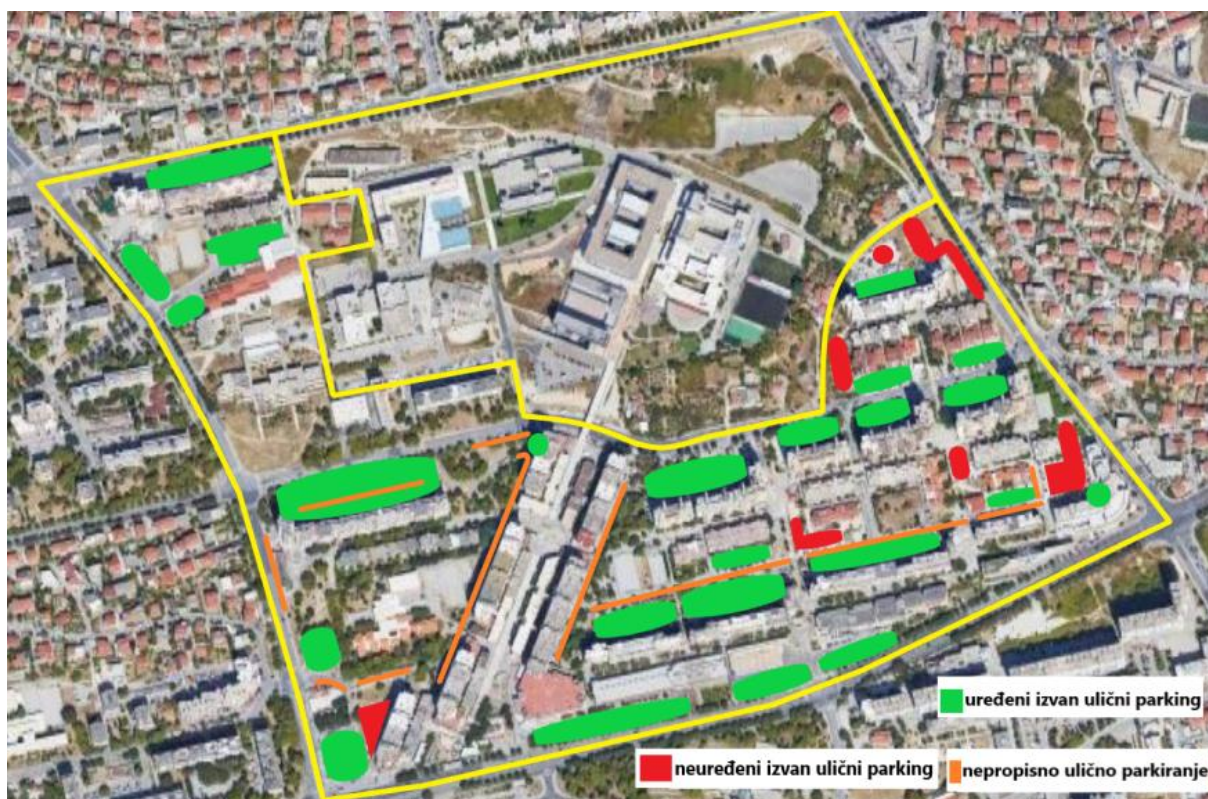 uređeni izvan ulični parking
neuređeni izvan ulični parking
nepropisno ulično parkiranje